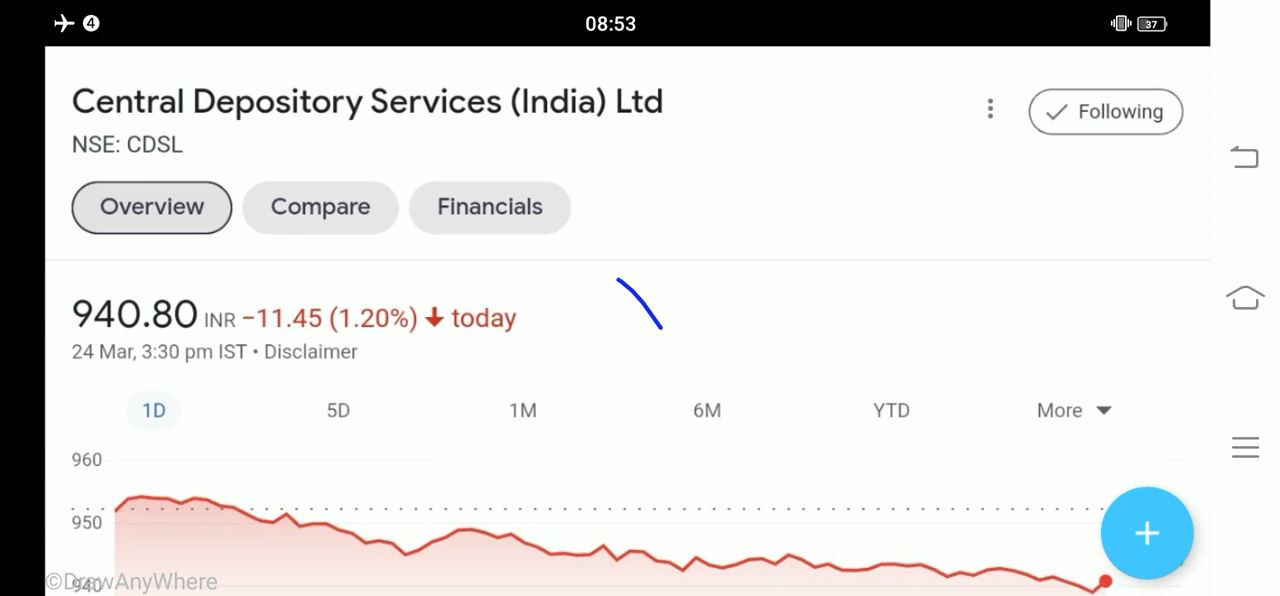 4 08:53 37
Central Depository Services (India) Ltd
Following
NSE: CDSL
Overview Compare Financials
940.80 INR −11.45 (1.20%) today
24 Mar, 3:30 pm IST • Disclaimer
1D 5D 1M 6M YTD More
960
950
940
©DrawAnyWhere